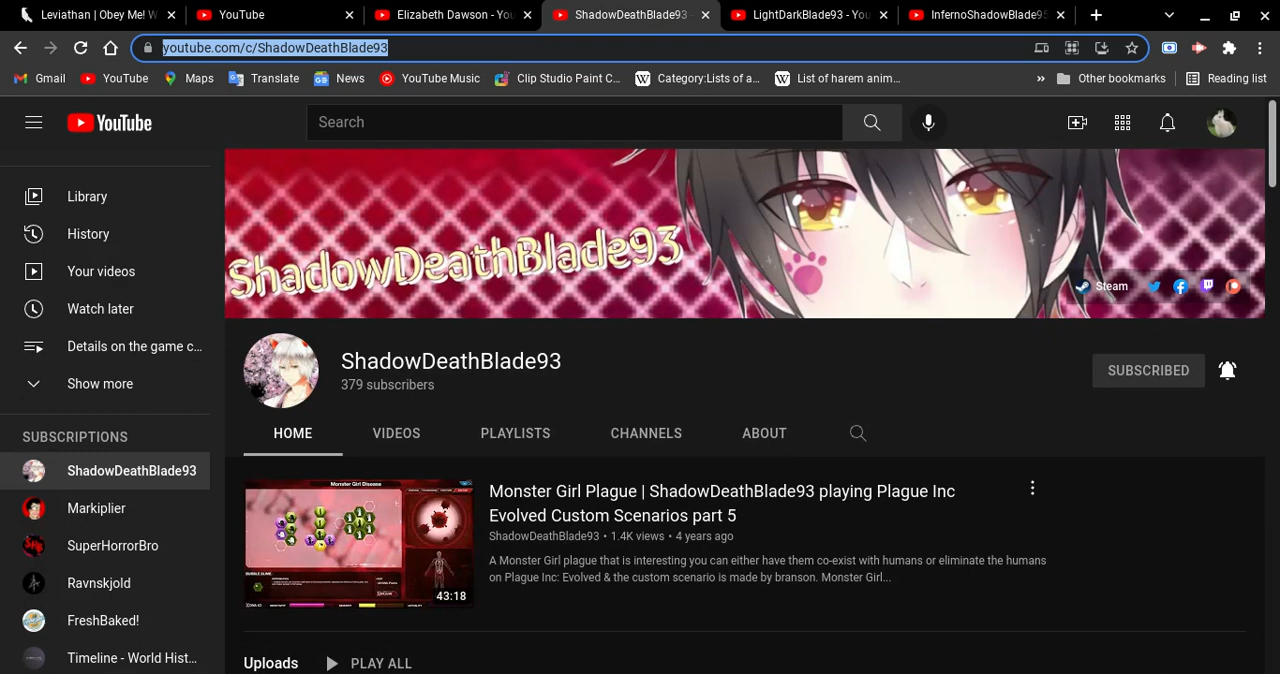 Leviathan | Obey Me! W
YouTube
Elizabeth Dawson - You
ShadowDeathBlade93 -
LightDarkBlade93 - You
InfernoShadowBlade95
youtube.com/c/ShadowDeathBlade93
Gmail
YouTube
Maps
Translate
News
YouTube Music
Clip Studio Paint C...
Category:Lists of a...
List of harem anim...
»
Other bookmarks
Reading list
YouTube
Search
Library
History
Your videos
Watch later
Details on the game c...
Show more
SUBSCRIPTIONS
ShadowDeathBlade93
Markiplier
SuperHorrorBro
Ravnskjold
FreshBaked!
Timeline - World Hist...
ShadowDeathBlade93
Steam
ShadowDeathBlade93
379 subscribers
SUBSCRIBED
HOME
VIDEOS
PLAYLISTS
CHANNELS
ABOUT
Monster Girl Disease
43:18
Monster Girl Plague | ShadowDeathBlade93 playing Plague Inc
Evolved Custom Scenarios part 5
ShadowDeathBlade93 • 1.4K views • 4 years ago
A Monster Girl plague that is interesting you can either have them co-exist with humans or eliminate the humans
on Plague Inc: Evolved & the custom scenario is made by branson. Monster Girl...
Uploads
PLAY ALL